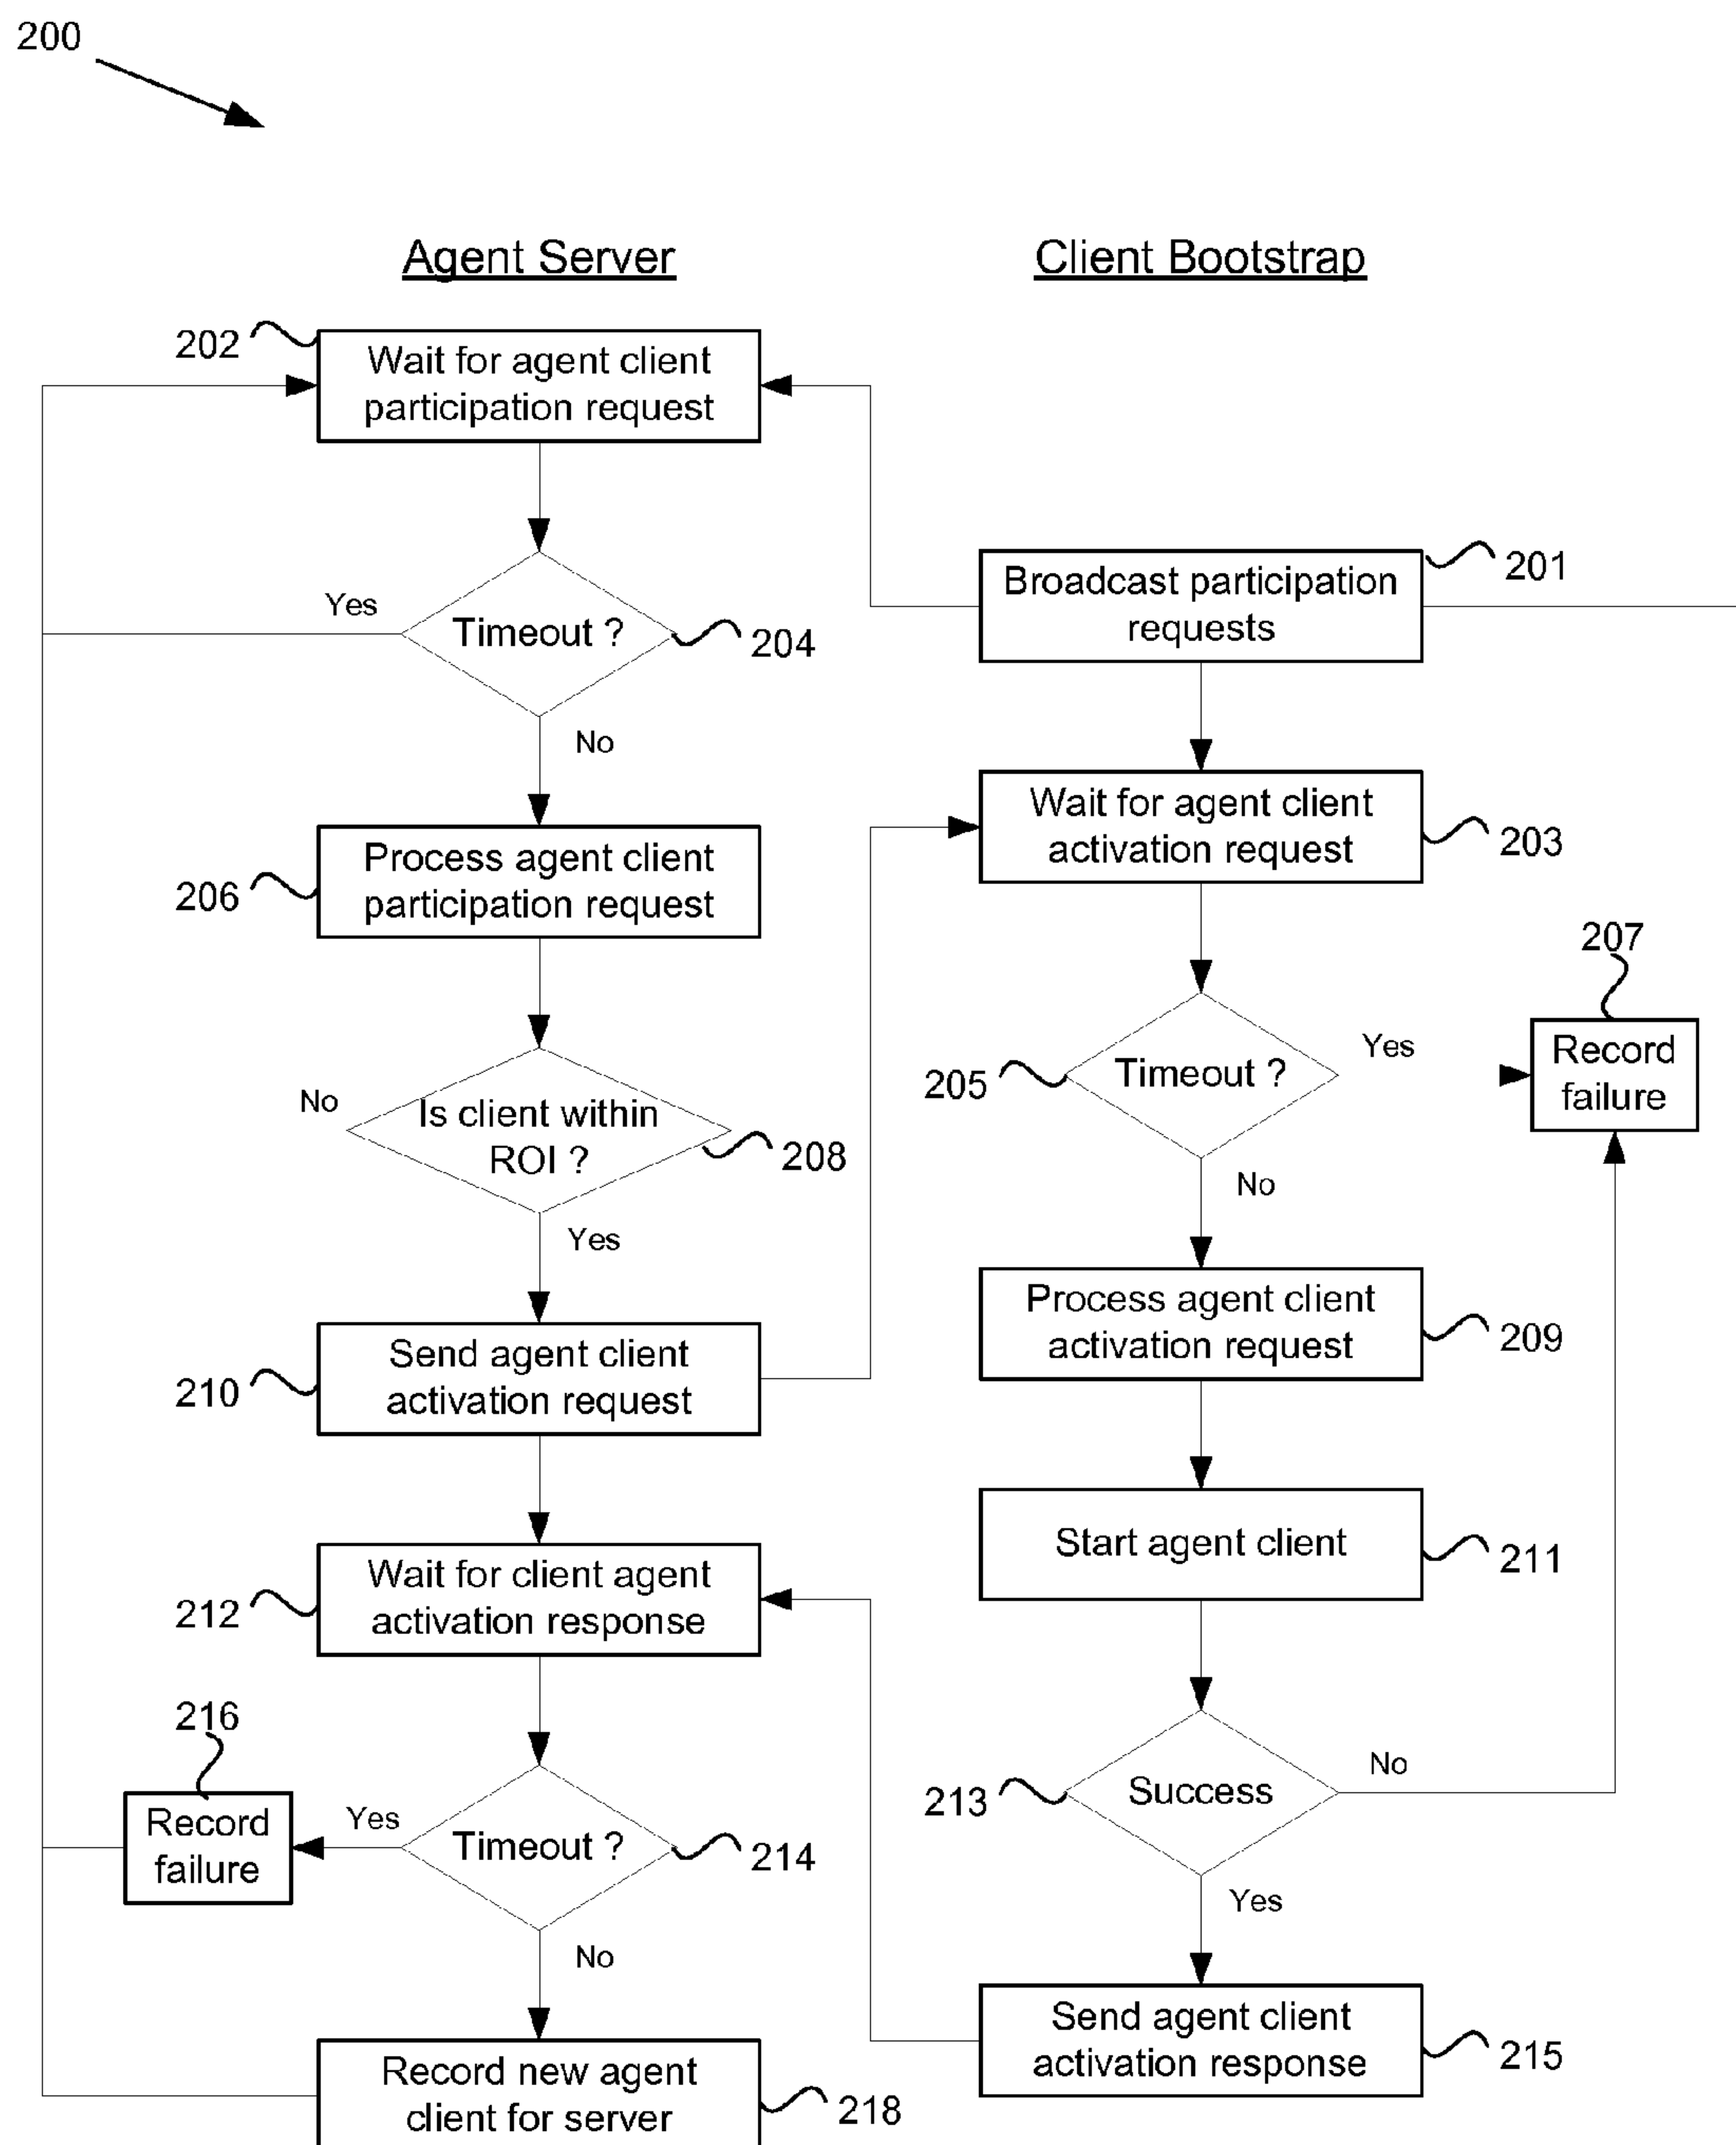 200
Agent Server
Client Bootstrap
202
Wait for agent client
participation request
Broadcast participation
requests
201
Yes
Timeout ?
204
No
Wait for agent client
activation request
203
Process agent client
participation request
206
207
Record
failure
Yes
Timeout ?
205
No
Is client within
ROI ?
208
No
Yes
Process agent client
activation request
209
Send agent client
activation request
210
Start agent client
211
Wait for client agent
activation response
212
216
Record
failure
Yes
Timeout ?
214
No
Success
213
No
Yes
Send agent client
activation response
215
Record new agent
client for server
218